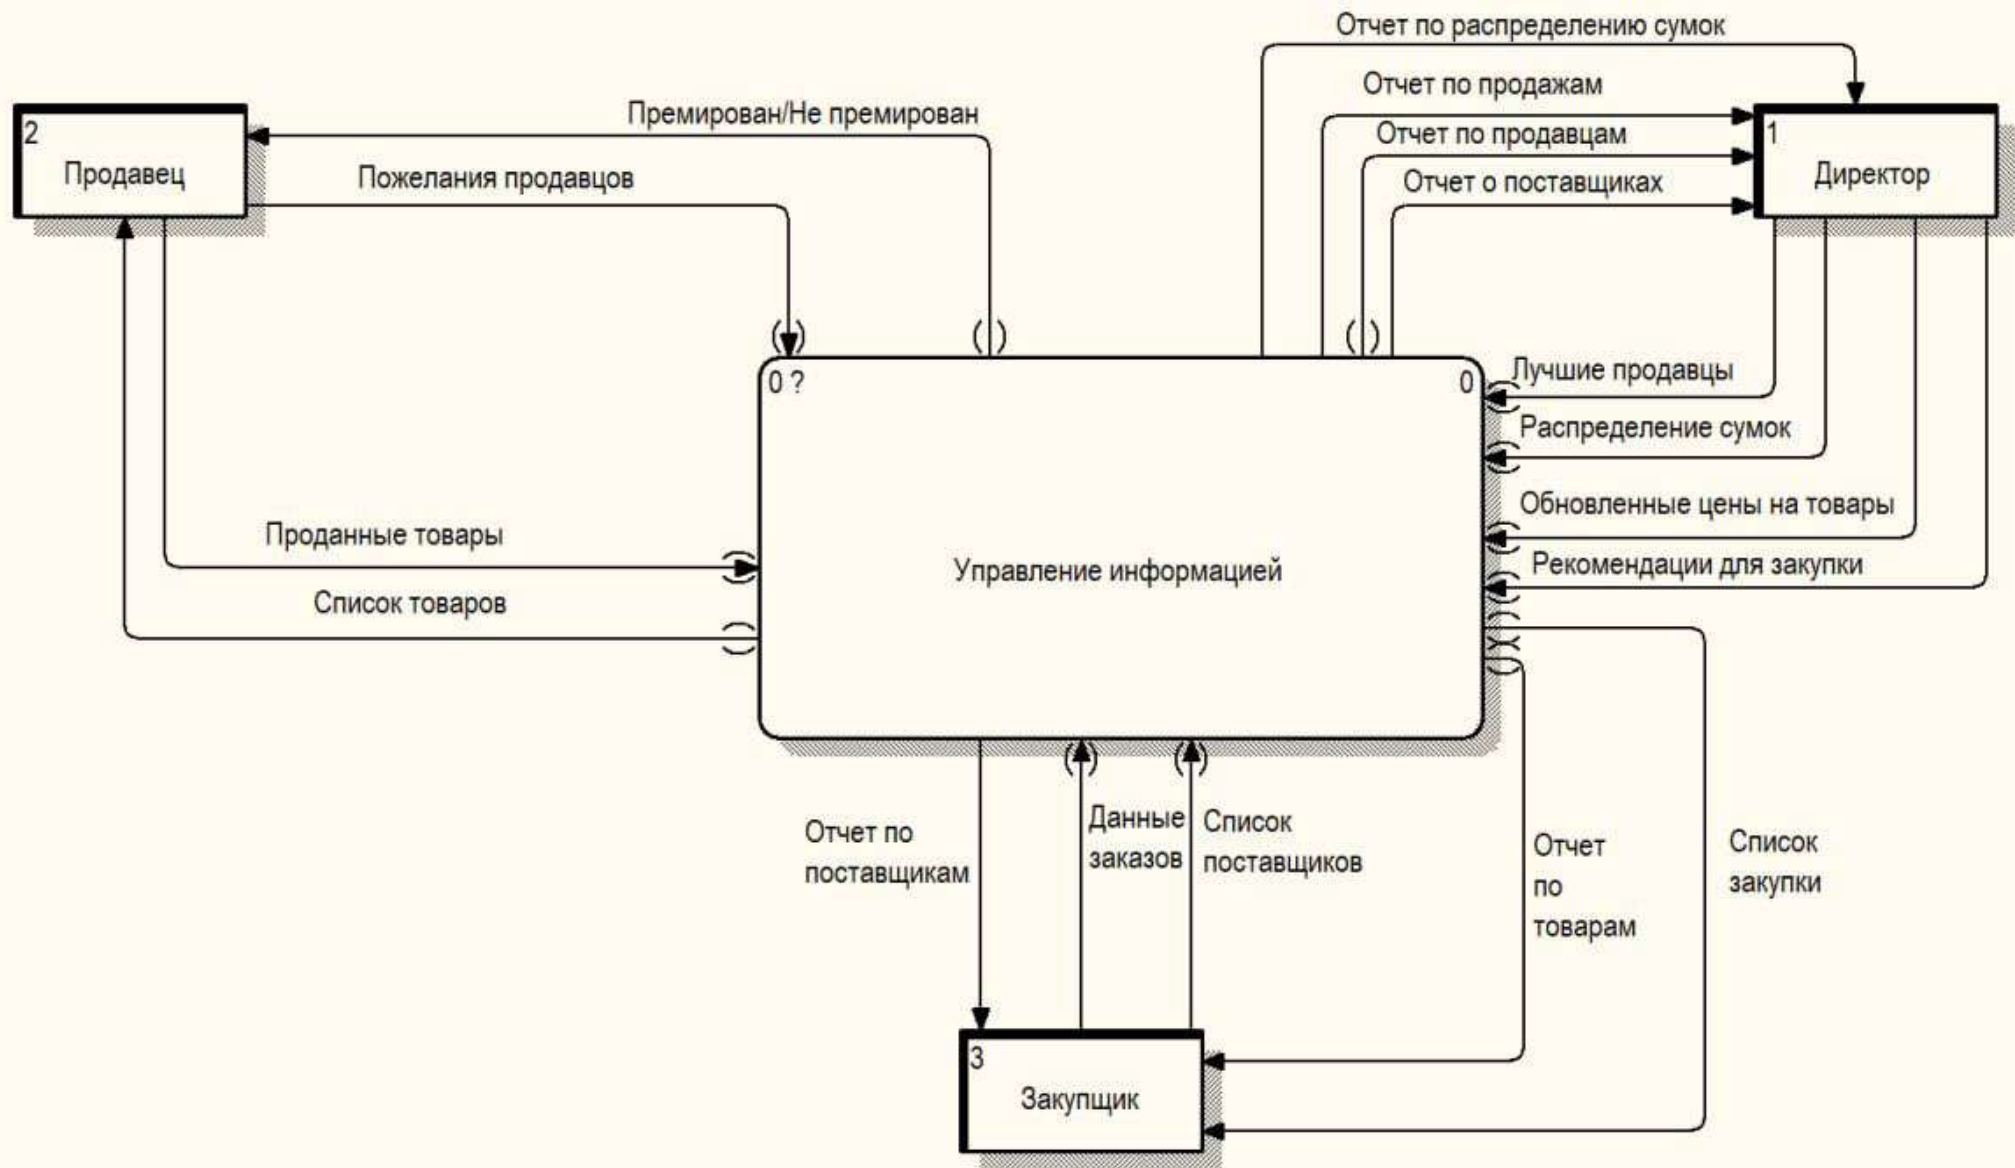 Отчет по распределению сумок
Отчет по продажам
Премирован/Не премирован
2
1
Отчет по продавцам
Продавец
Пожелания продавцов
Отчет о поставщиках
Директор
0 ?
0
Лучшие продавцы
Распределение сумок
Обновленные цены на товары
Проданные товары
Управление информацией
Рекомендации для закупки
Список товаров
Отчет по
поставщикам
Данные
заказов
Список
поставщиков
Отчет
по
товарам
Список
закупки
3
Закупщик